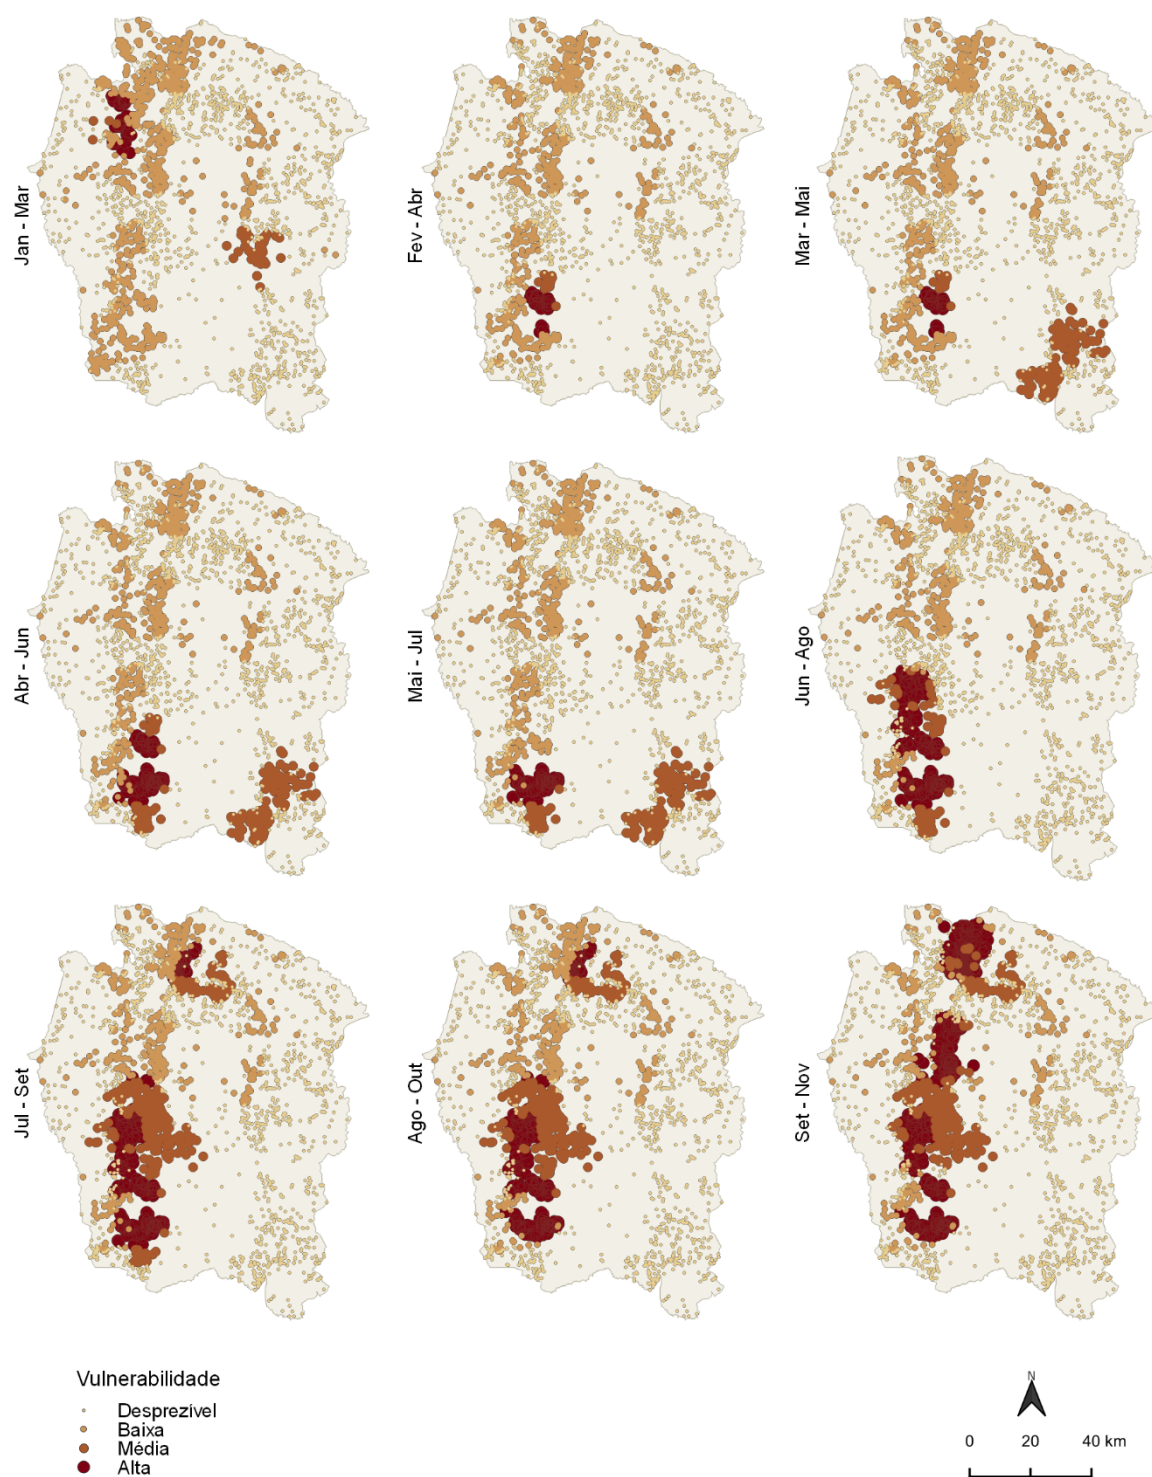 Jan - Mar
Fev - Abr
Mar - Mai
Abr - Jun
Mai - Jul
Jun - Ago
Jul - Set
Ago - Out
Set - Nov
Vulnerabilidade
Desprezível
Baixa
Média
Alta
N
0 20 40 km